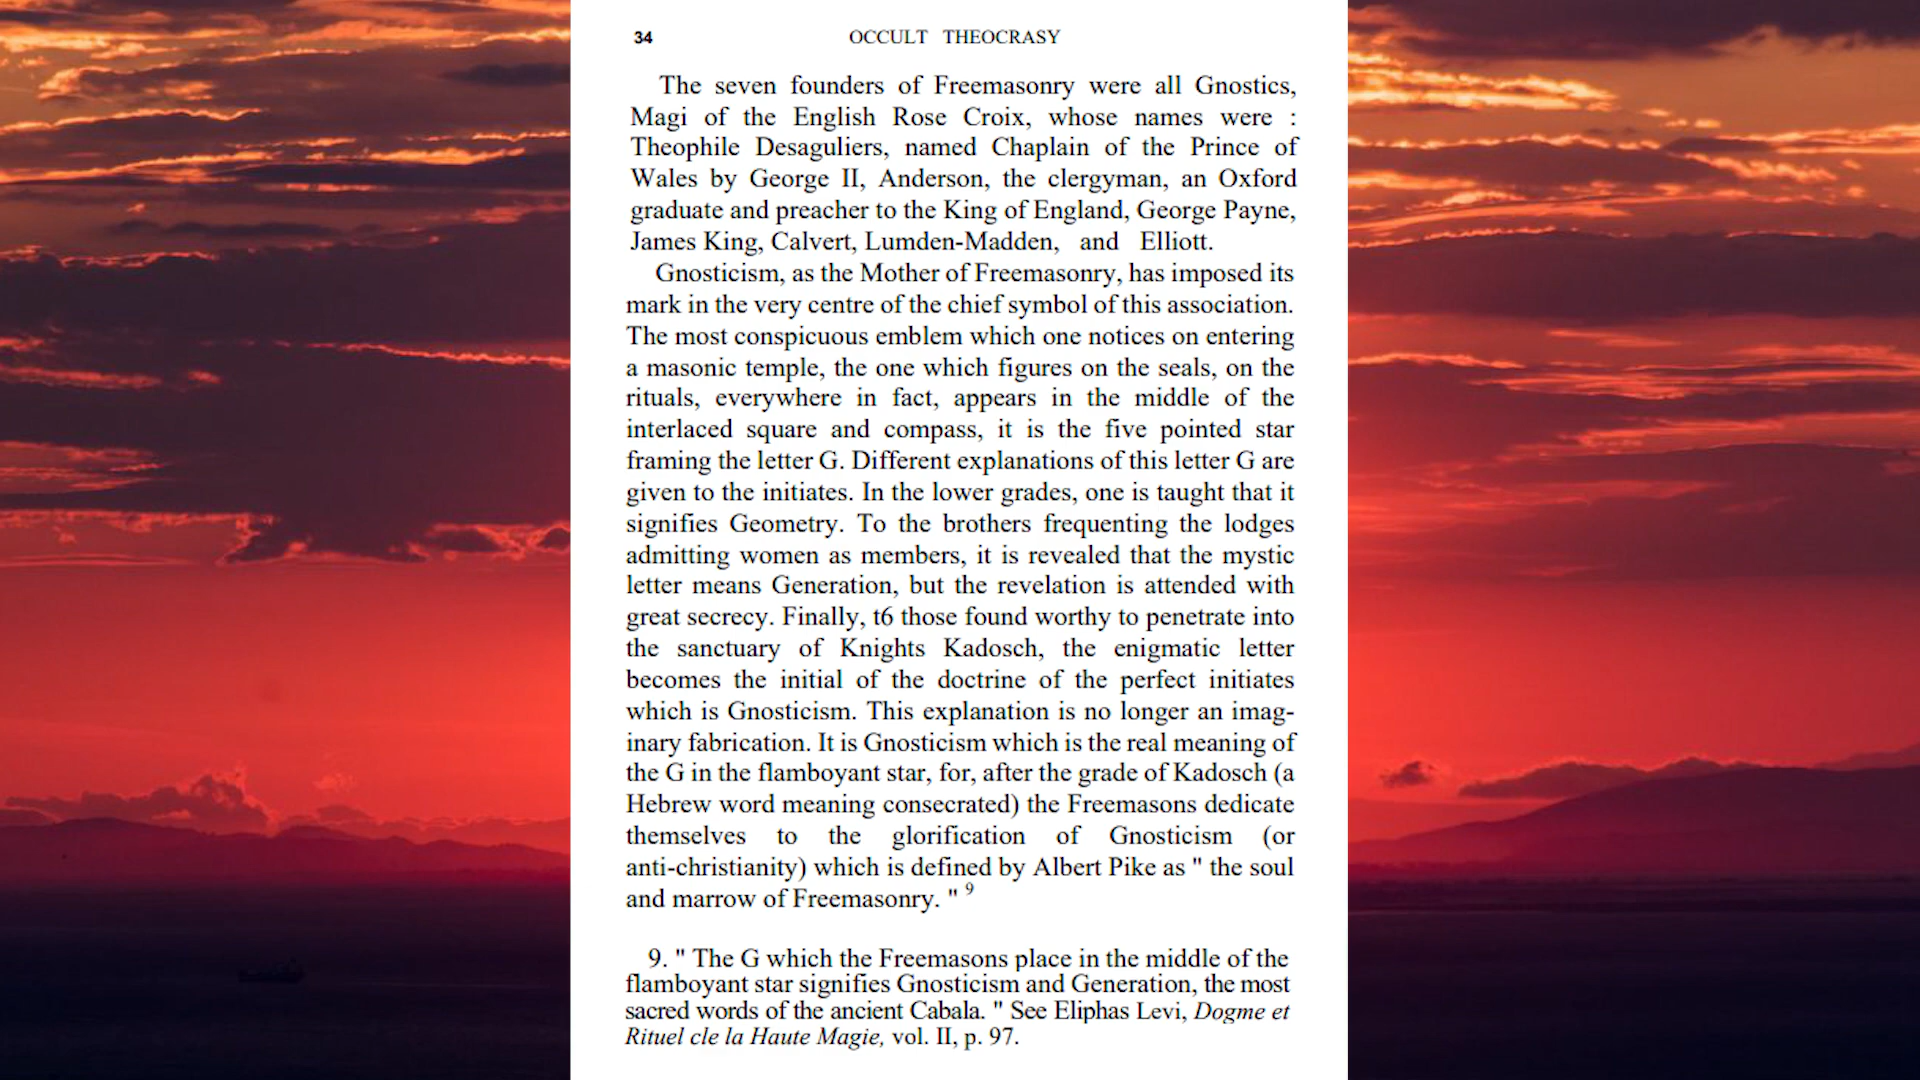 34 OCCULT THEOCRASY
The seven founders of Freemasonry were all Gnostics,
Magi of the English Rose Croix, whose names were :
Theophile Desaguliers, named Chaplain of the Prince of
Wales by George II, Anderson, the clergyman, an Oxford
graduate and preacher to the King of England, George Payne,
James King, Calvert, Lumden-Madden, and Elliott.
Gnosticism, as the Mother of Freemasonry, has imposed its
mark in the very centre of the chief symbol of this association.
The most conspicuous emblem which one notices on entering
a masonic temple, the one which figures on the seals, on the
rituals, everywhere in fact, appears in the middle of the
interlaced square and compass, it is the five pointed star
framing the letter G. Different explanations of this letter G are
given to the initiates. In the lower grades, one is taught that it
signifies Geometry. To the brothers frequenting the lodges
admitting women as members, it is revealed that the mystic
letter means Generation, but the revelation is attended with
great secrecy. Finally, t6 those found worthy to penetrate into
the sanctuary of Knights Kadosch, the enigmatic letter
becomes the initial of the doctrine of the perfect initiates
which is Gnosticism. This explanation is no longer an imag-
inary fabrication. It is Gnosticism which is the real meaning of
the G in the flamboyant star, for, after the grade of Kadosch (a
Hebrew word meaning consecrated) the Freemasons dedicate
themselves to the glorification of Gnosticism (or
anti-christianity) which is defined by Albert Pike as " the soul
and marrow of Freemasonry. " 9
9. " The G which the Freemasons place in the middle of the
flamboyant star signifies Gnosticism and Generation, the most
sacred words of the ancient Cabala. " See Eliphas Levi, Dogme et
Rituel cle la Haute Magie, vol. II, p. 97.